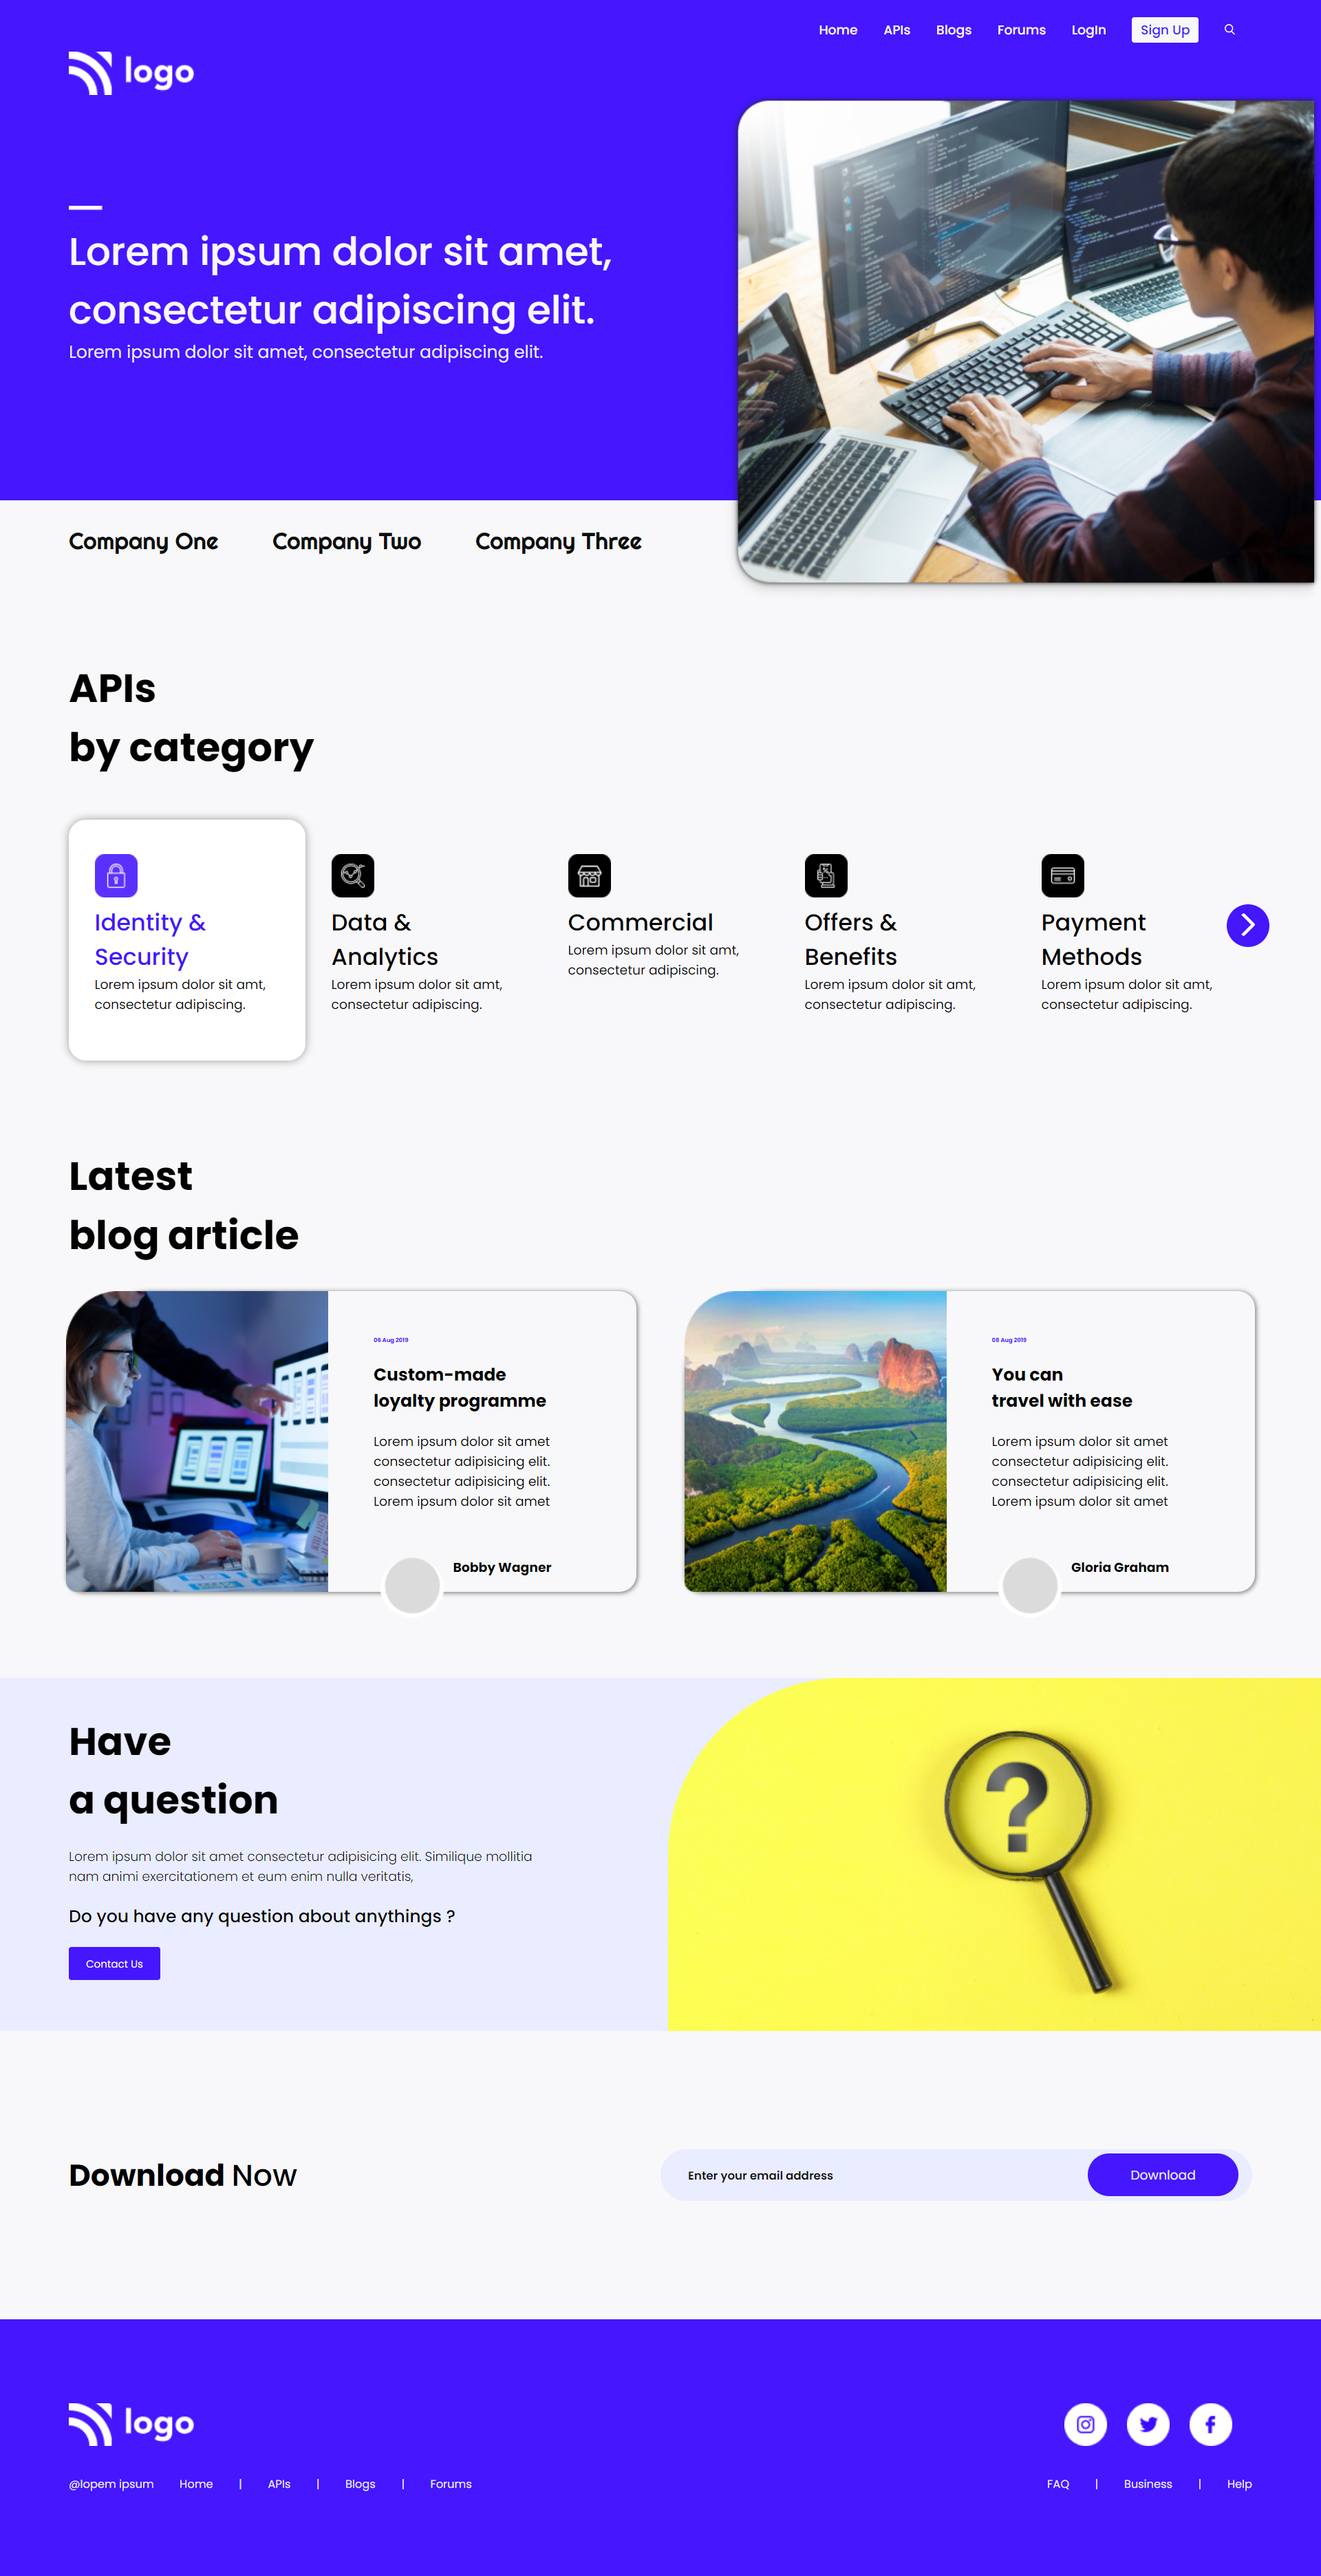 Home APIs Blogs Forums LogIn Sign Up
logo
Lorem ipsum dolor sit amet,
consectetur adipiscing elit.
Lorem ipsum dolor sit amet, consectetur adipiscing elit.
Company One Company Two Company Three
APIs
by category
Identity &
Security
Lorem ipsum dolor sit amt,
consectetur adipiscing.
Data &
Analytics
Lorem ipsum dolor sit amt,
consectetur adipiscing.
Commercial
Lorem ipsum dolor sit amt,
consectetur adipiscing.
Offers &
Benefits
Lorem ipsum dolor sit amt,
consectetur adipiscing.
Payment
Methods
Lorem ipsum dolor sit amt,
consectetur adipiscing.
Latest
blog article
06 Aug 2019
Custom-made
loyalty programme
Lorem ipsum dolor sit amet
consectetur adipisicing elit.
consectetur adipisicing elit.
Lorem ipsum dolor sit amet
Bobby Wagner
08 Aug 2019
You can
travel with ease
Lorem ipsum dolor sit amet
consectetur adipisicing elit.
consectetur adipisicing elit.
Lorem ipsum dolor sit amet
Gloria Graham
Have
a question
Lorem ipsum dolor sit amet consectetur adipisicing elit. Similique mollitia
nam animi exercitationem et eum enim nulla veritatis,
Do you have any question about anythings ?
Contact Us
?
Download Now
Enter your email address
Download
logo
@lopem ipsum Home | APIs | Blogs | Forums
FAQ | Business | Help